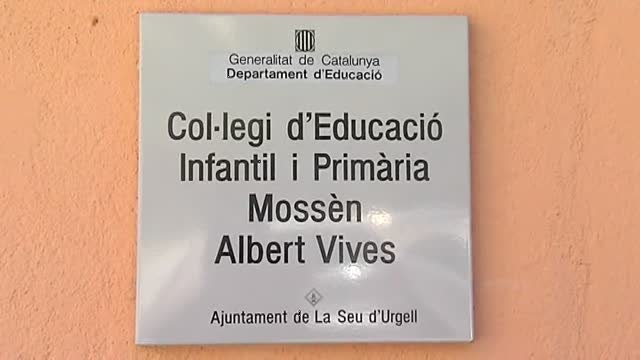 Generalitat de Catalunya
Departament d'Educació
Col·legi d'Educació
Infantil i Primària
Mossèn
Albert Vives
Ajuntament de La Seu d'Urgell